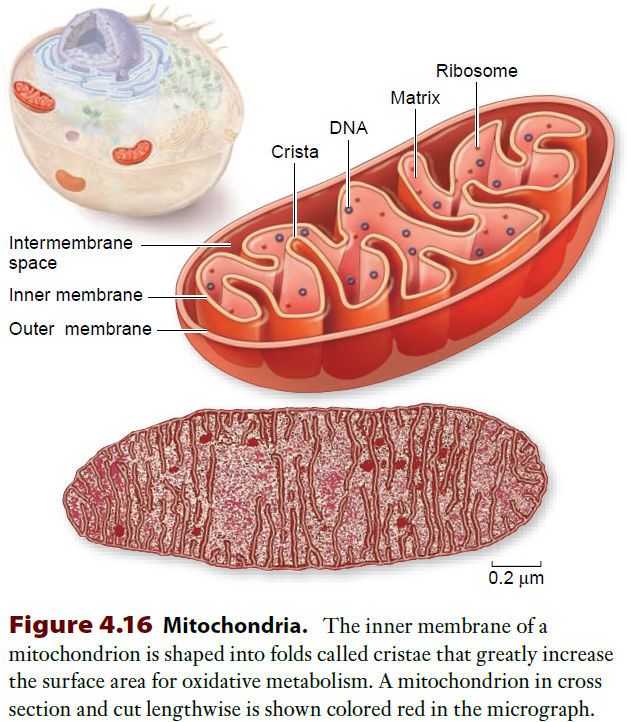 Ribosome
Matrix
DNA
Crista
Intermembrane
space
Inner membrane
Outer membrane
0.2 µm
Figure 4.16 Mitochondria. The inner membrane of a
mitochondrion is shaped into folds called cristae that greatly increase
the surface area for oxidative metabolism. A mitochondrion in cross
section and cut lengthwise is shown colored red in the micrograph.